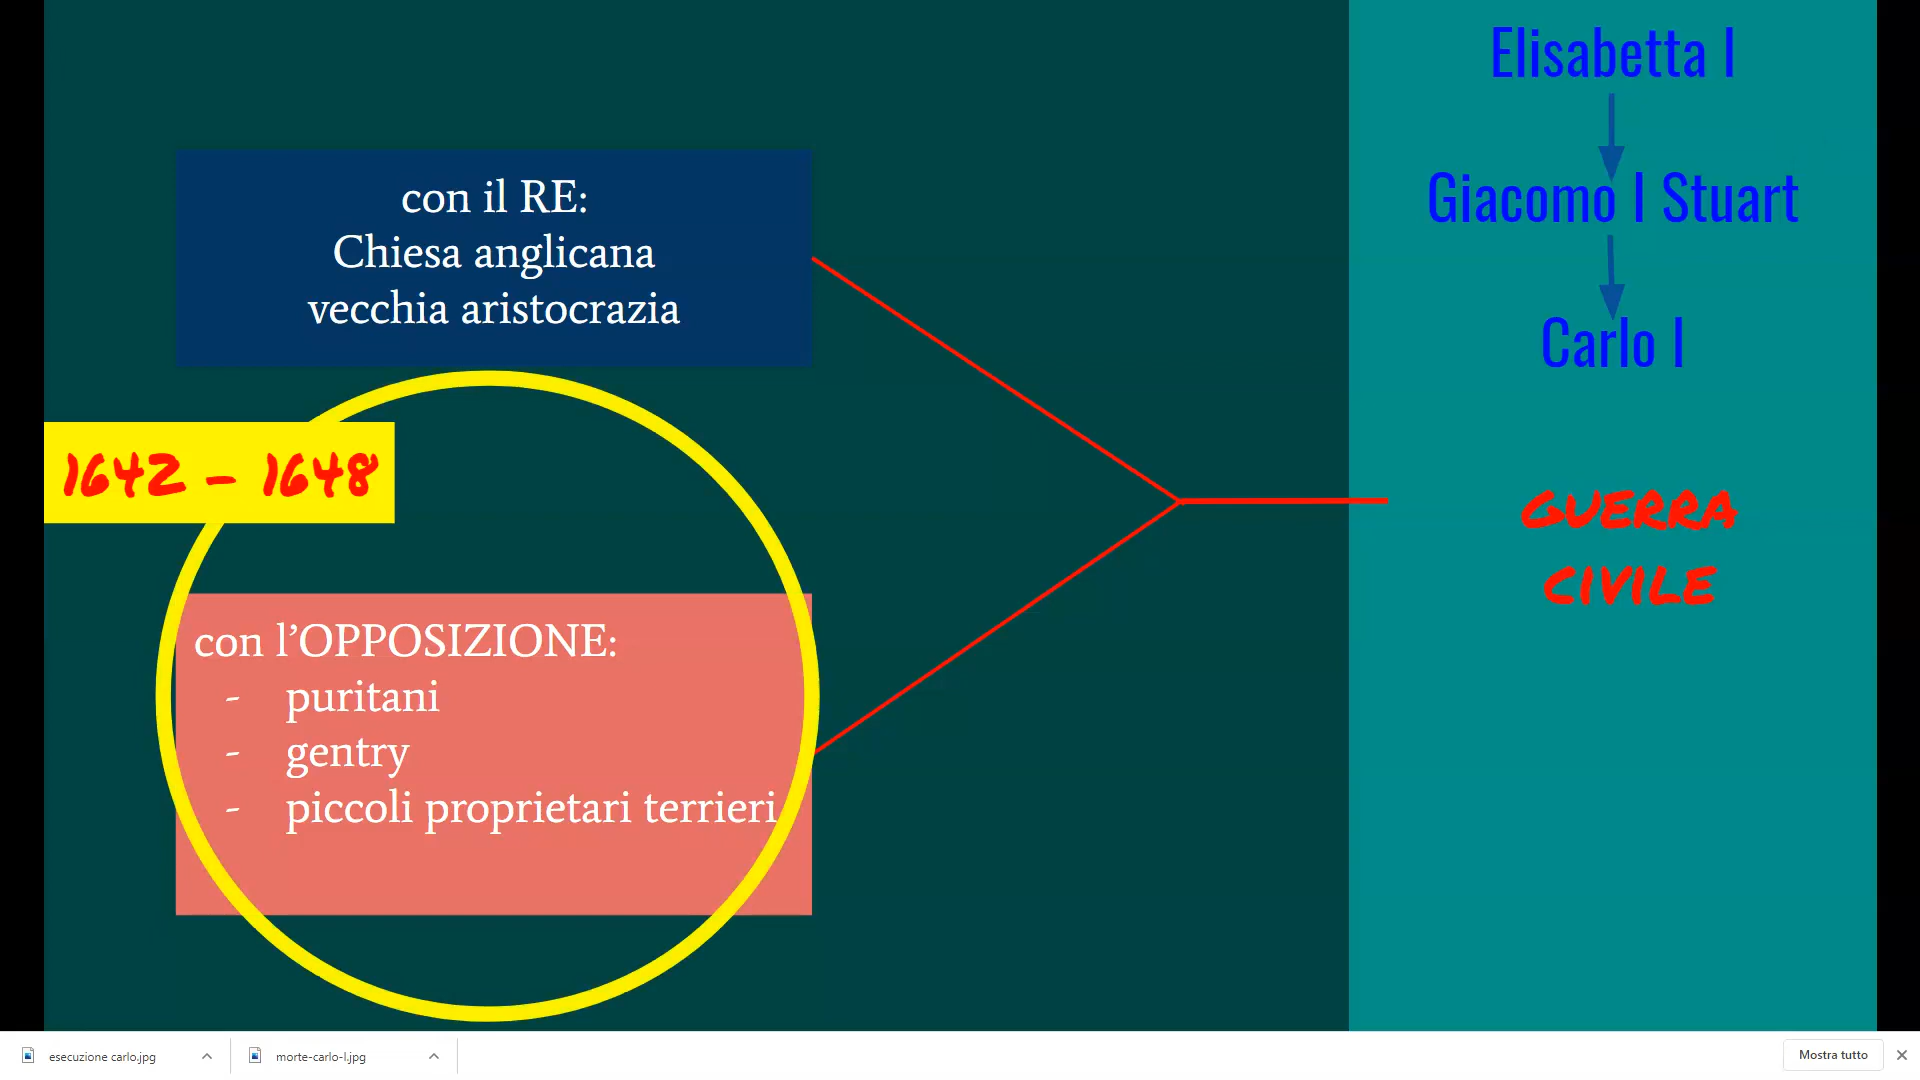 con il RE:
Chiesa anglicana
vecchia aristocrazia
1642 - 1648
con l’OPPOSIZIONE:
- puritani
- gentry
- piccoli proprietari terrieri
Elisabetta I
Giacomo I Stuart
Carlo I
GUERRA
CIVILE
esecuzione carlo.jpg
morte-carlo-I.jpg
Mostra tutto